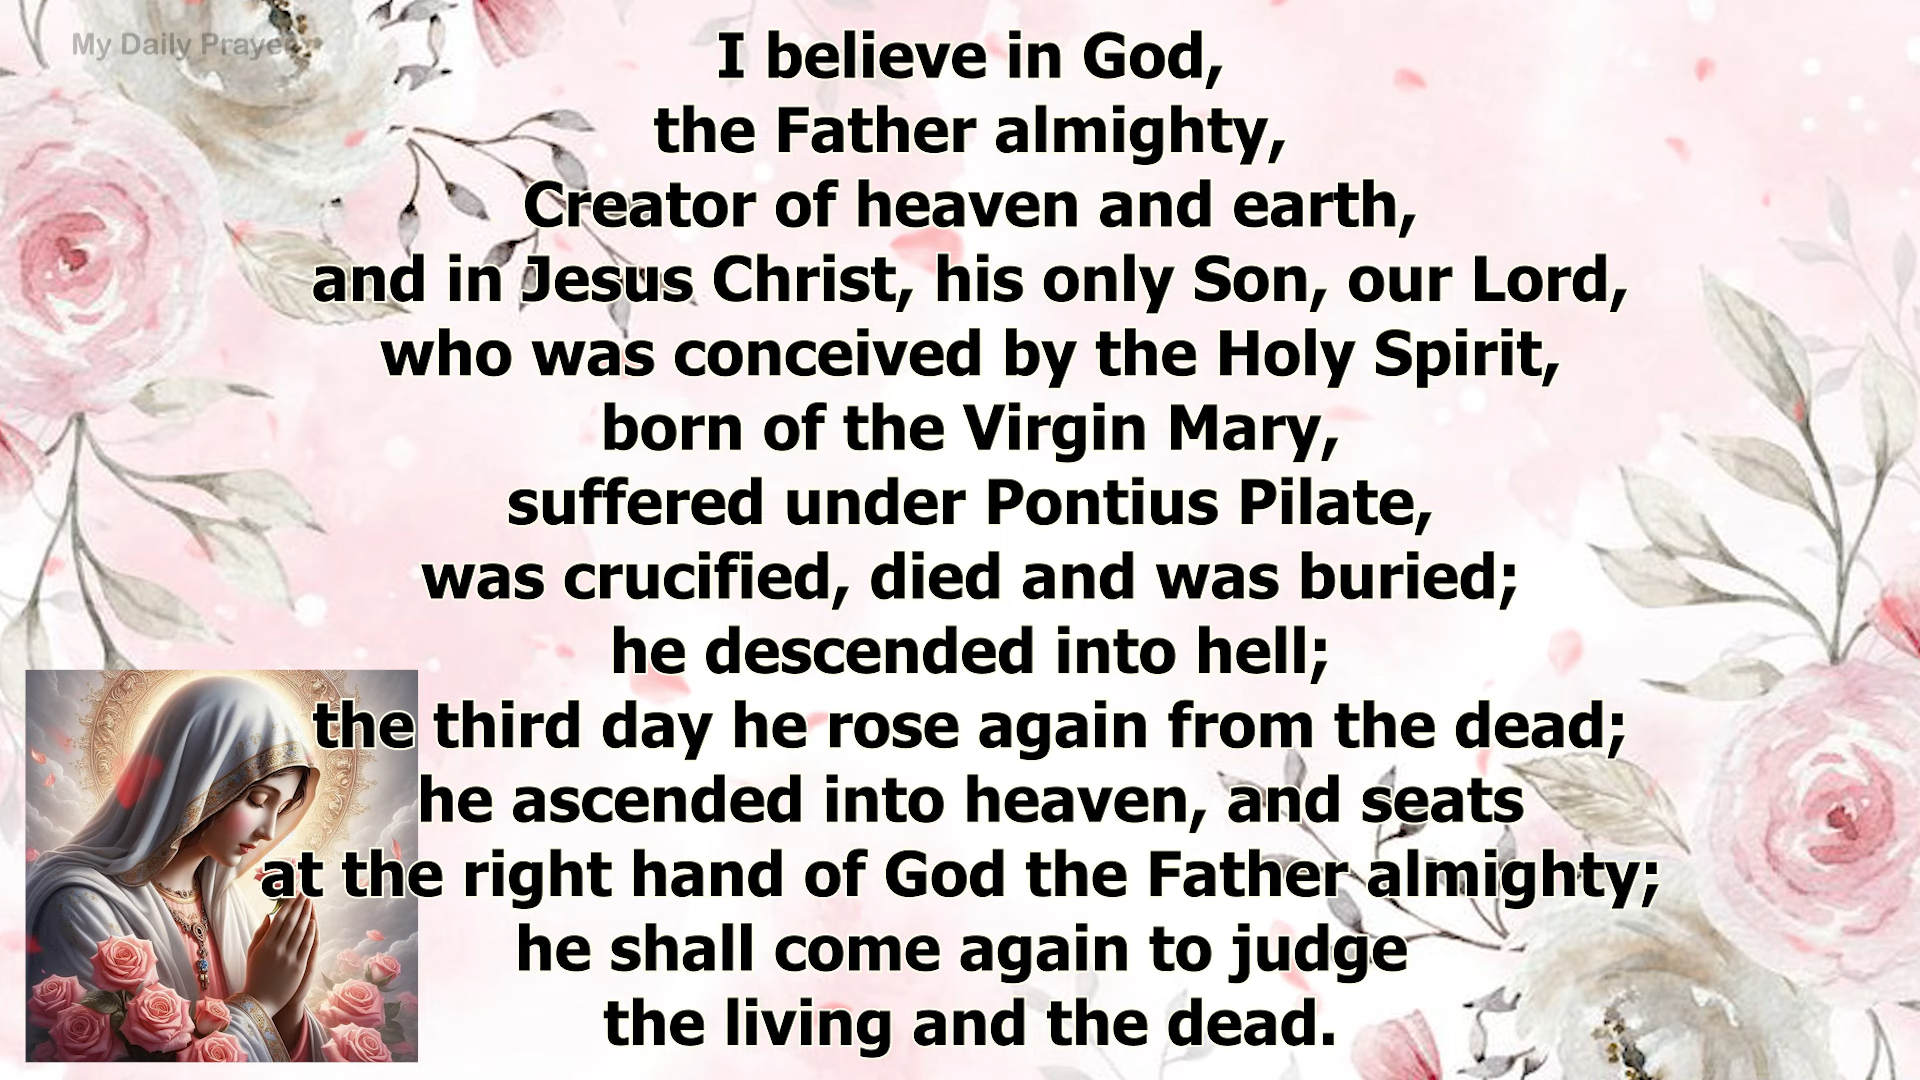 My Daily Prayer
I believe in God,
the Father almighty,
Creator of heaven and earth,
and in Jesus Christ, his only Son, our Lord,
who was conceived by the Holy Spirit,
born of the Virgin Mary,
suffered under Pontius Pilate,
was crucified, died and was buried;
he descended into hell;
the third day he rose again from the dead;
he ascended into heaven, and seats
at the right hand of God the Father almighty;
he shall come again to judge
the living and the dead.